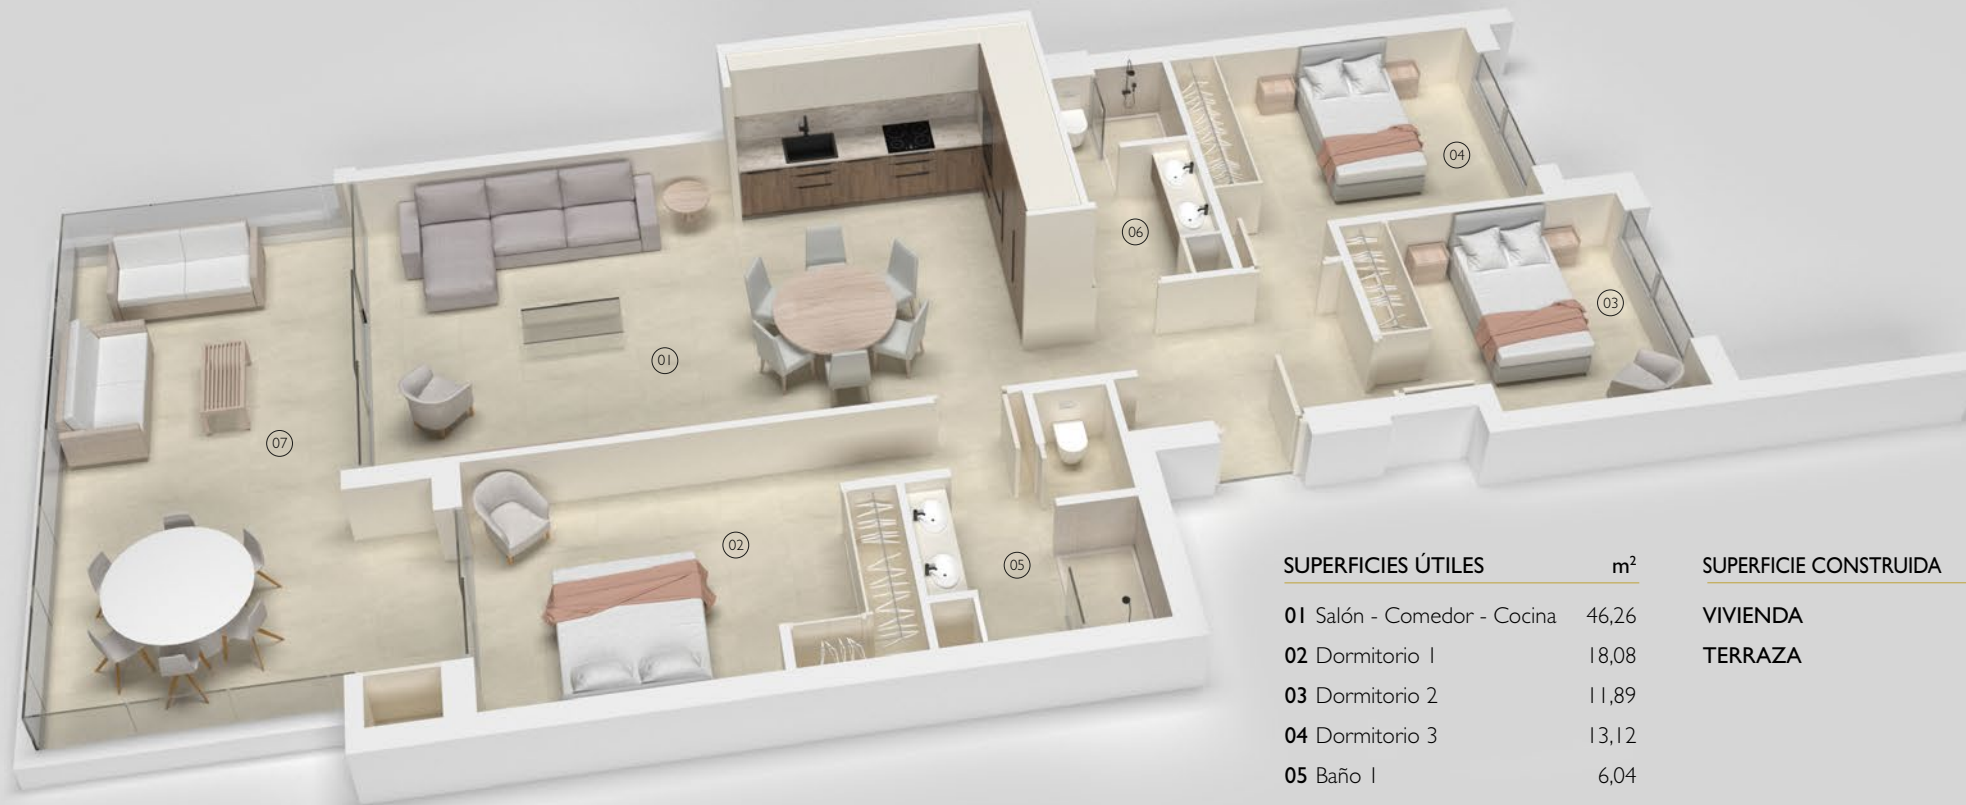 04
03
06
01
07
02
05
SUPERFICIES ÚTILES m²
01 Salón - Comedor - Cocina 46,26
02 Dormitorio 1 18,08
03 Dormitorio 2 11,89
04 Dormitorio 3 13,12
05 Baño 1 6,04
SUPERFICIE CONSTRUIDA
VIVIENDA
TERRAZA